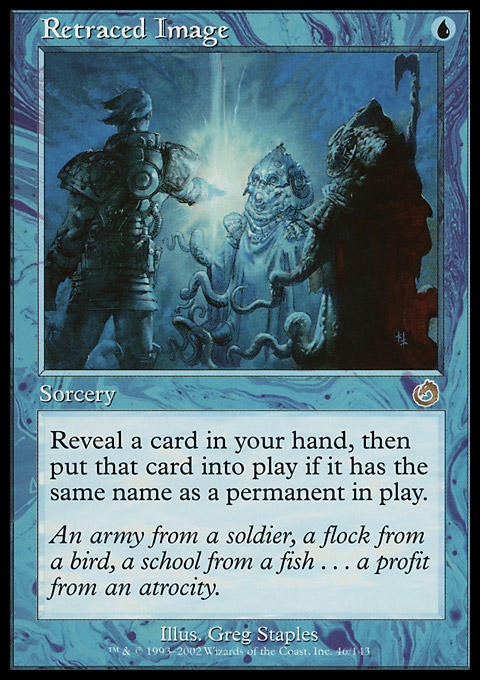 Retraced Image
Sorcery
Reveal a card in your hand, then
put that card into play if it has the
same name as a permanent in play.
An army from a soldier, a flock from
a bird, a school from a fish . . . a profit
from an atrocity.
Illus. Greg Staples
™ & © 1993–2002 Wizards of the Coast, Inc. 46/143